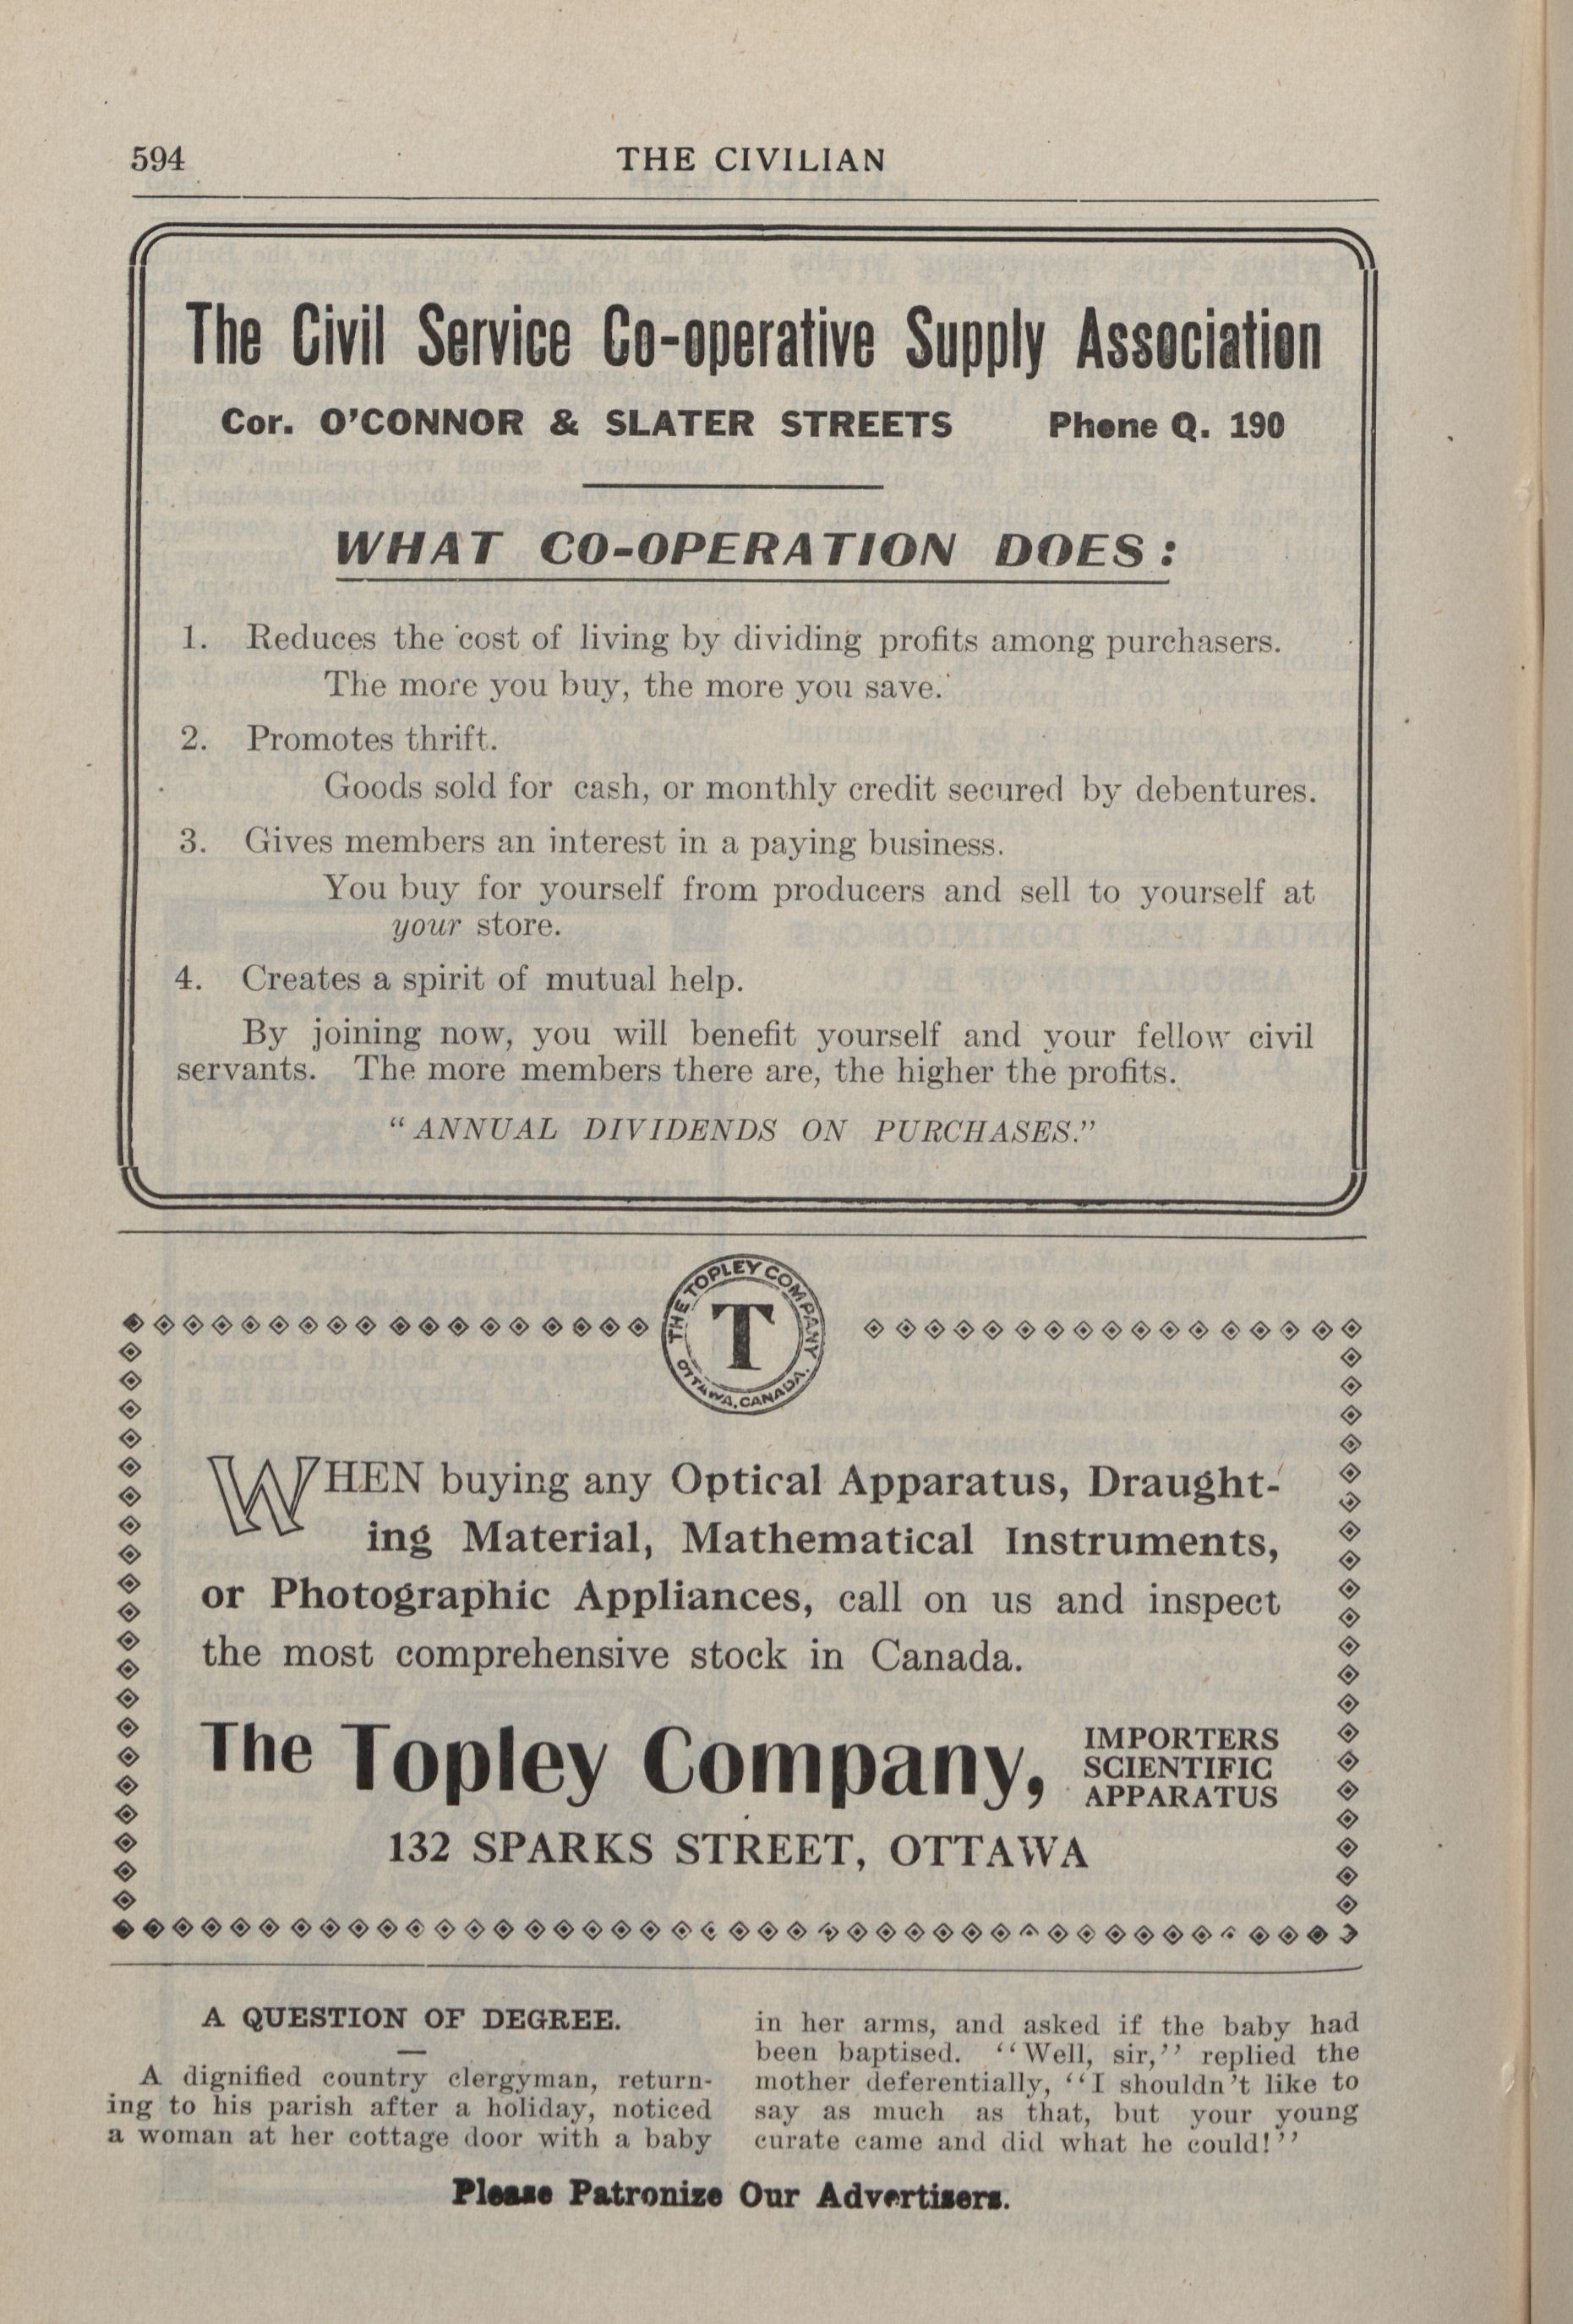 594
THE CIVILIAN
The Civil Service Co-operative Supply Association
Cor. O'CONNOR & SLATER STREETS Phone Q. 190
WHAT CO-OPERATION DOES:
1. Reduces the cost of living by dividing profits among purchasers.
The more you buy, the more you save.
2. Promotes thrift.
Goods sold for cash, or monthly credit secured by debentures.
3. Gives members an interest in a paying business.
You buy for yourself from producers and sell to yourself at
your store.
4. Creates a spirit of mutual help.
By joining now, you will benefit yourself and your fellow civil
servants. The more members there are, the higher the profits.
"ANNUAL DIVIDENDS ON PURCHASES."
THE TOPLEY COMPANY
T
OTTAWA, CANADA.
WHEN buying any Optical Apparatus, Draught-
ing Material, Mathematical Instruments,
or Photographic Appliances, call on us and inspect
the most comprehensive stock in Canada.
The Topley Company,
IMPORTERS
SCIENTIFIC
APPARATUS
132 SPARKS STREET, OTTAWA
A QUESTION OF DEGREE.
A dignified country clergyman, return-
ing to his parish after a holiday, noticed
a woman at her cottage door with a baby
in her arms, and asked if the baby had
been baptised. ''Well, sir,'' replied the
mother deferentially, ''I shouldn't like to
say as much as that, but your young
curate came and did what he could!''
Please Patronize Our Advertisers.